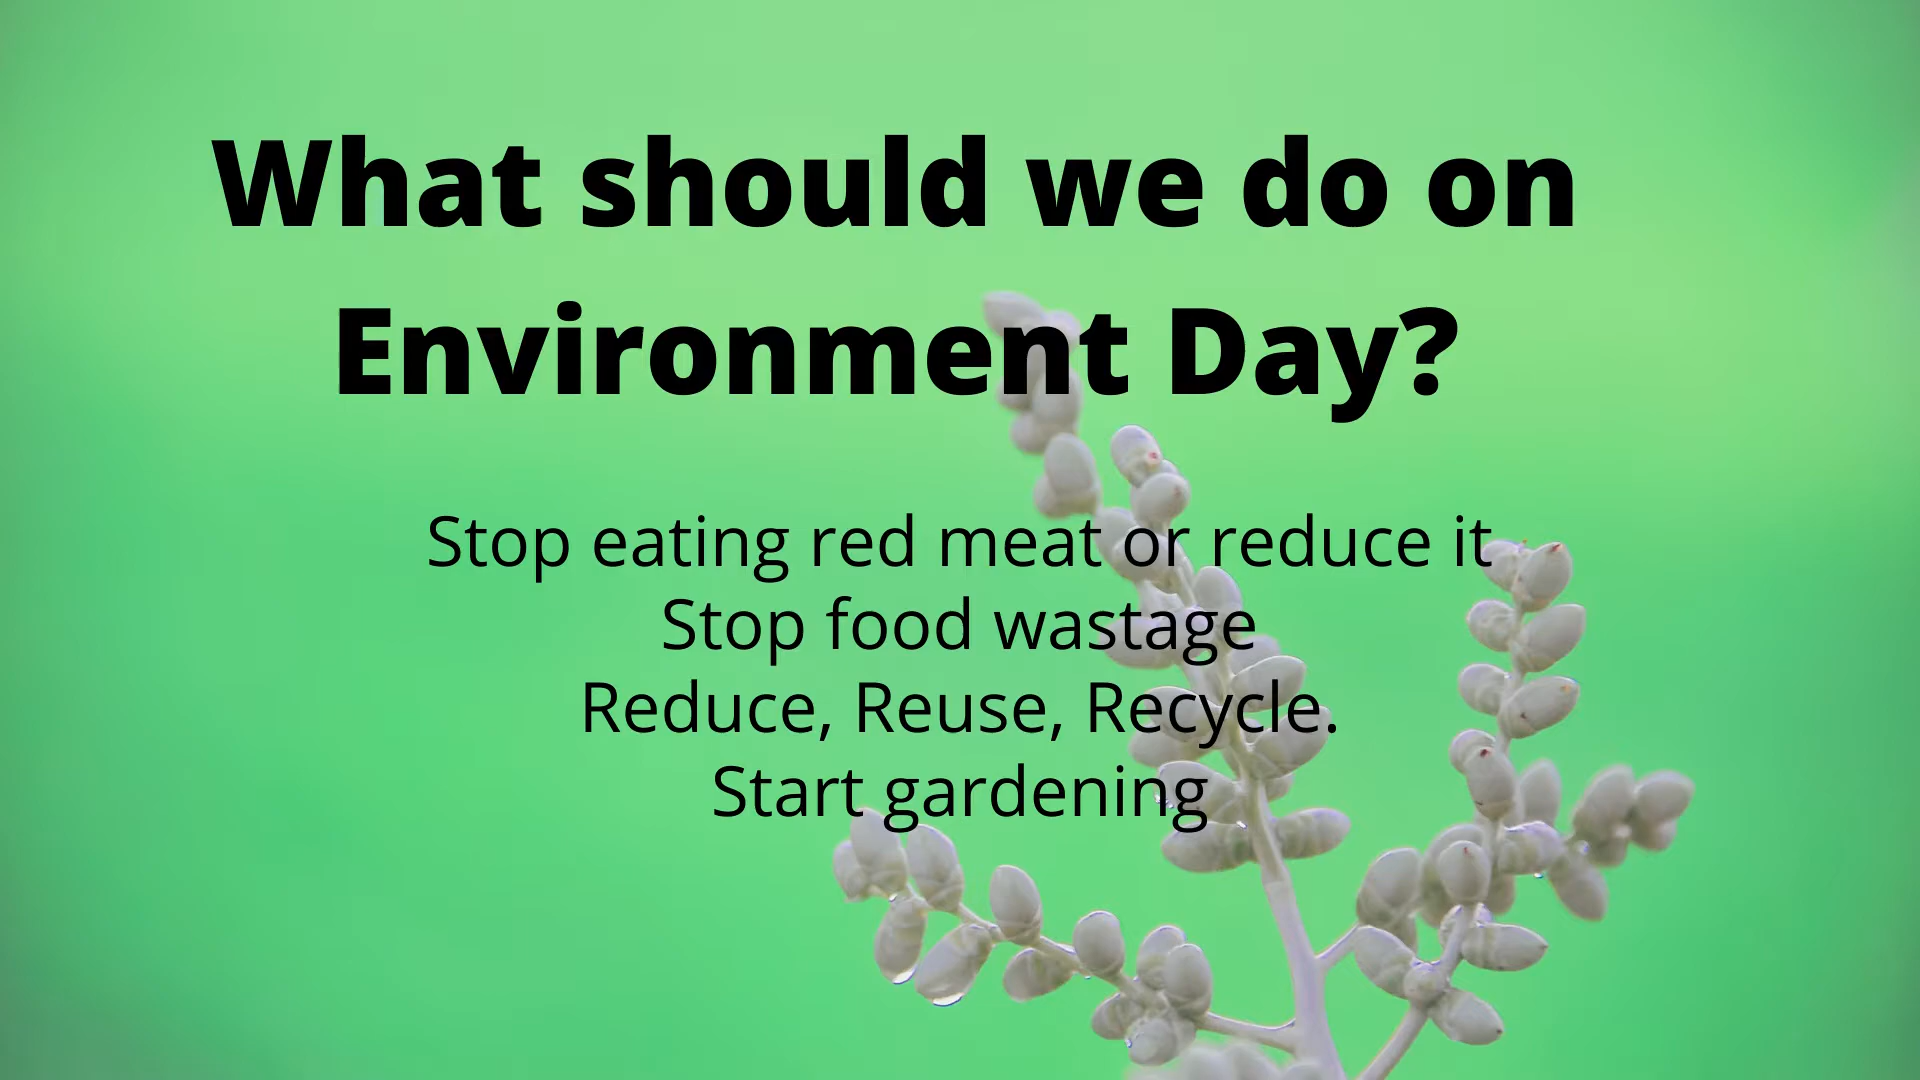 What should we do on
Environment Day?
Stop eating red meat or reduce it
Stop food wastage
Reduce, Reuse, Recycle.
Start gardening